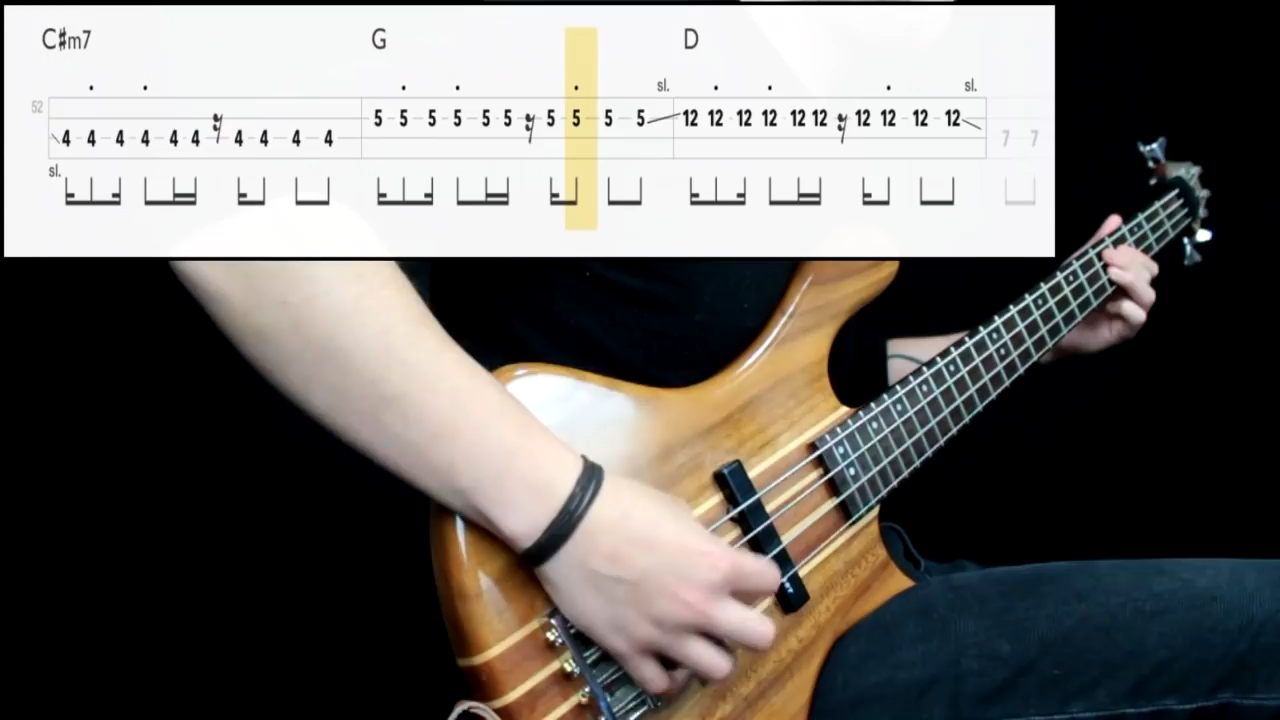 C#m7 G D
sl. sl.
52
5 5 5 5 5 5 5 5 5 5 12 12 12 12 12 12 12 12 12 12
4 4 4 4 4 4 4 4 4 4 7 7
sl.